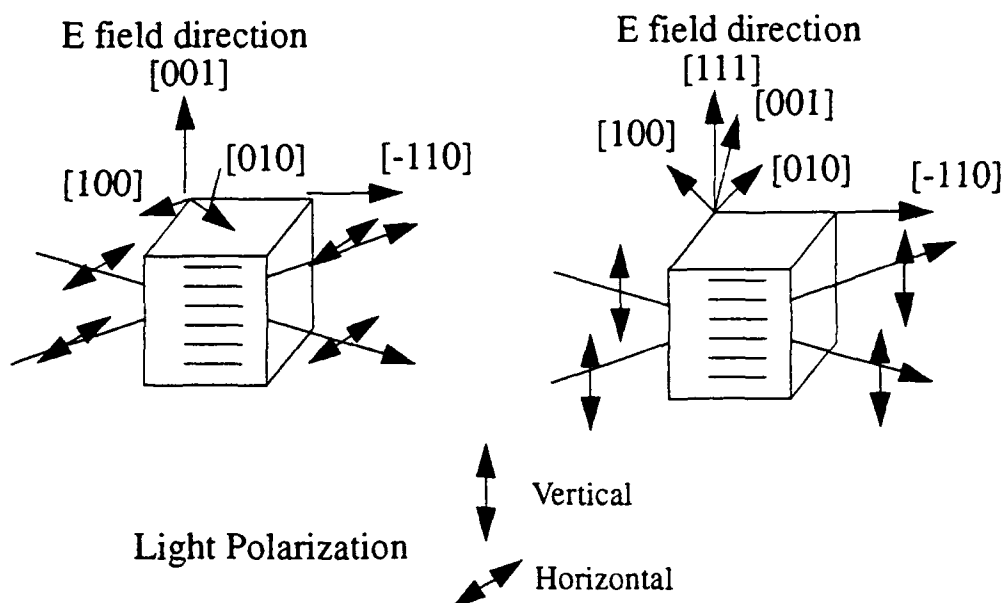 E field direction
[001]
[010]
[100]
[-110]
E field direction
[111]
[001]
[100]
[010]
[-110]
Vertical
Light Polarization
Horizontal